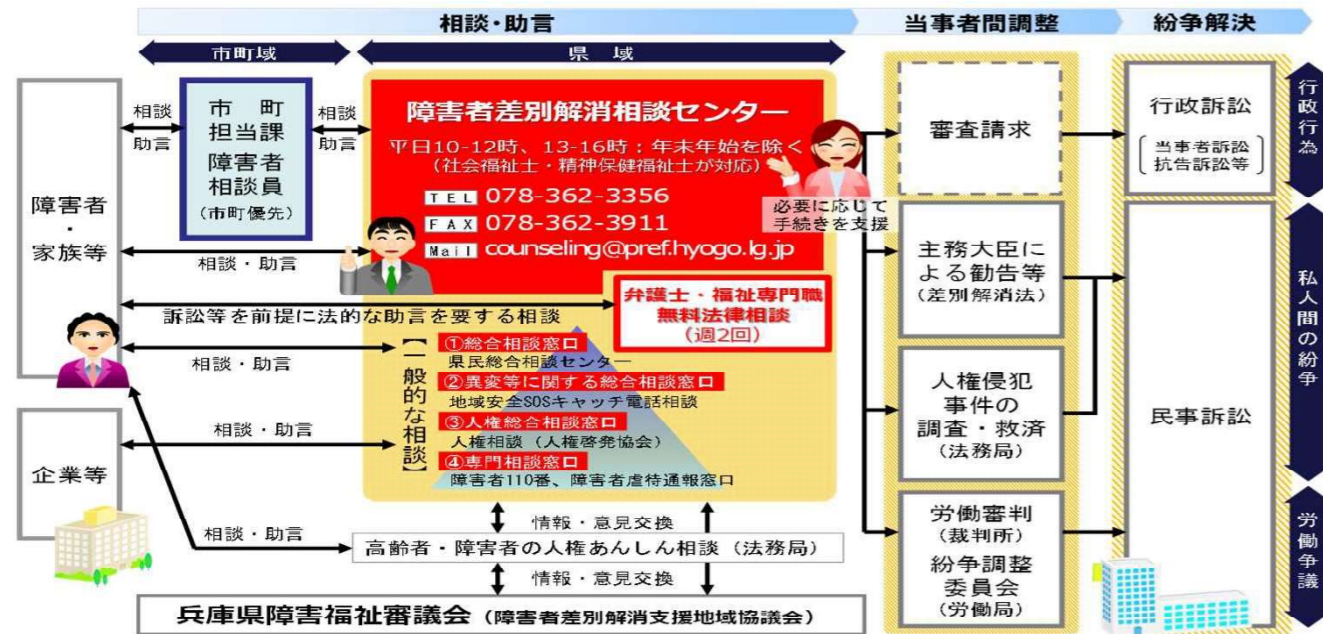 相談・助言
当事者間調整
紛争解決
市町域
県域
障害者
・
家族等
企業等
相談
助言
市町
担当課
障害者
相談員
(市町優先)
相談
助言
障害者差別解消相談センター
平日10-12時、13-16時：年末年始を除く
(社会福祉士・精神保健福祉士が対応)
TEL 078-362-3356
FAX 078-362-3911
Mail counseling@pref.hyogo.lg.jp
必要に応じて
手続きを支援
相談・助言
弁護士・福祉専門職
無料法律相談
(週2回)
訴訟等を前提に法的な助言を要する相談
相談・助言
【一般的な相談】
①総合相談窓口
県民総合相談センター
②異変等に関する総合相談窓口
地域安全SOSキャッチ電話相談
③人権総合相談窓口
人権相談（人権啓発協会）
④専門相談窓口
障害者110番、障害者虐待通報窓口
相談・助言
相談・助言
情報・意見交換
高齢者・障害者の人権あんしん相談（法務局）
情報・意見交換
兵庫県障害福祉審議会（障害者差別解消支援地域協議会）
審査請求
主務大臣に
よる勧告等
(差別解消法)
人権侵犯
事件の
調査・救済
(法務局)
労働審判
(裁判所)
紛争調整
委員会
(労働局)
行政訴訟
当事者訴訟
抗告訴訟等
民事訴訟
行政行為
私人間の紛争
労働争議